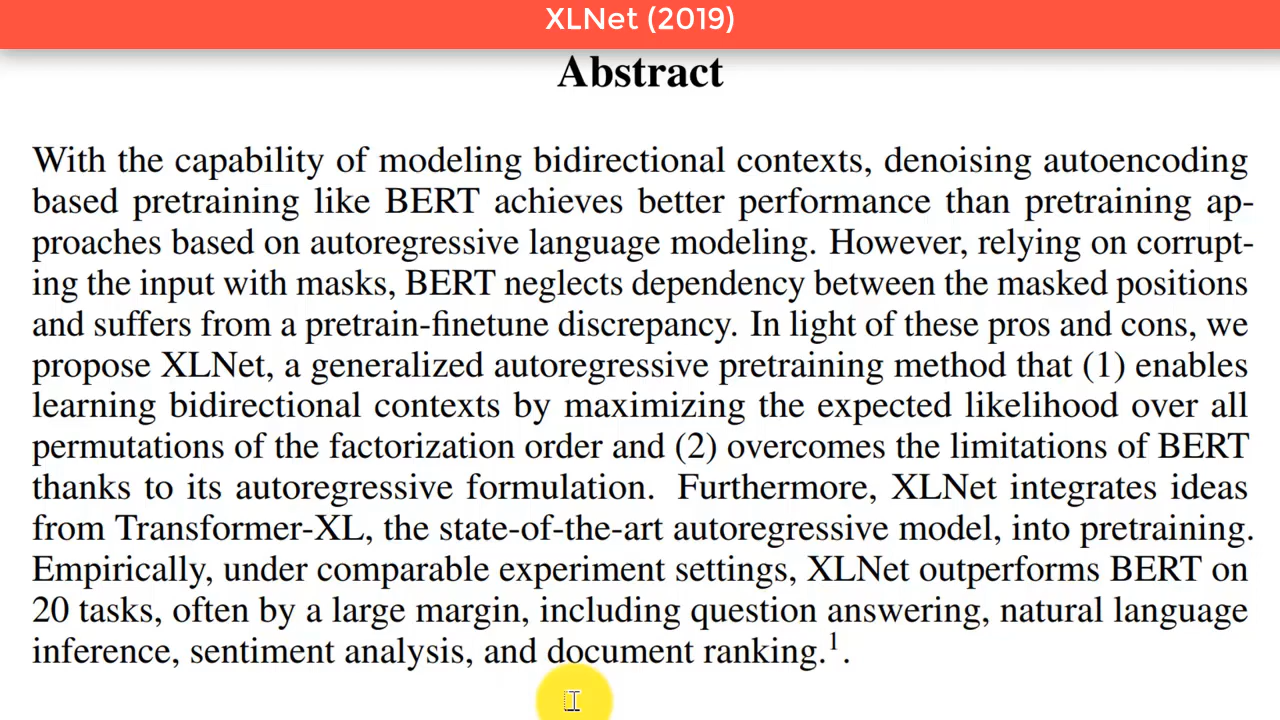 XLNet (2019)
Abstract
With the capability of modeling bidirectional contexts, denoising autoencoding
based pretraining like BERT achieves better performance than pretraining ap-
proaches based on autoregressive language modeling. However, relying on corrupt-
ing the input with masks, BERT neglects dependency between the masked positions
and suffers from a pretrain-finetune discrepancy. In light of these pros and cons, we
propose XLNet, a generalized autoregressive pretraining method that (1) enables
learning bidirectional contexts by maximizing the expected likelihood over all
permutations of the factorization order and (2) overcomes the limitations of BERT
thanks to its autoregressive formulation. Furthermore, XLNet integrates ideas
from Transformer-XL, the state-of-the-art autoregressive model, into pretraining.
Empirically, under comparable experiment settings, XLNet outperforms BERT on
20 tasks, often by a large margin, including question answering, natural language
inference, sentiment analysis, and document ranking.¹.